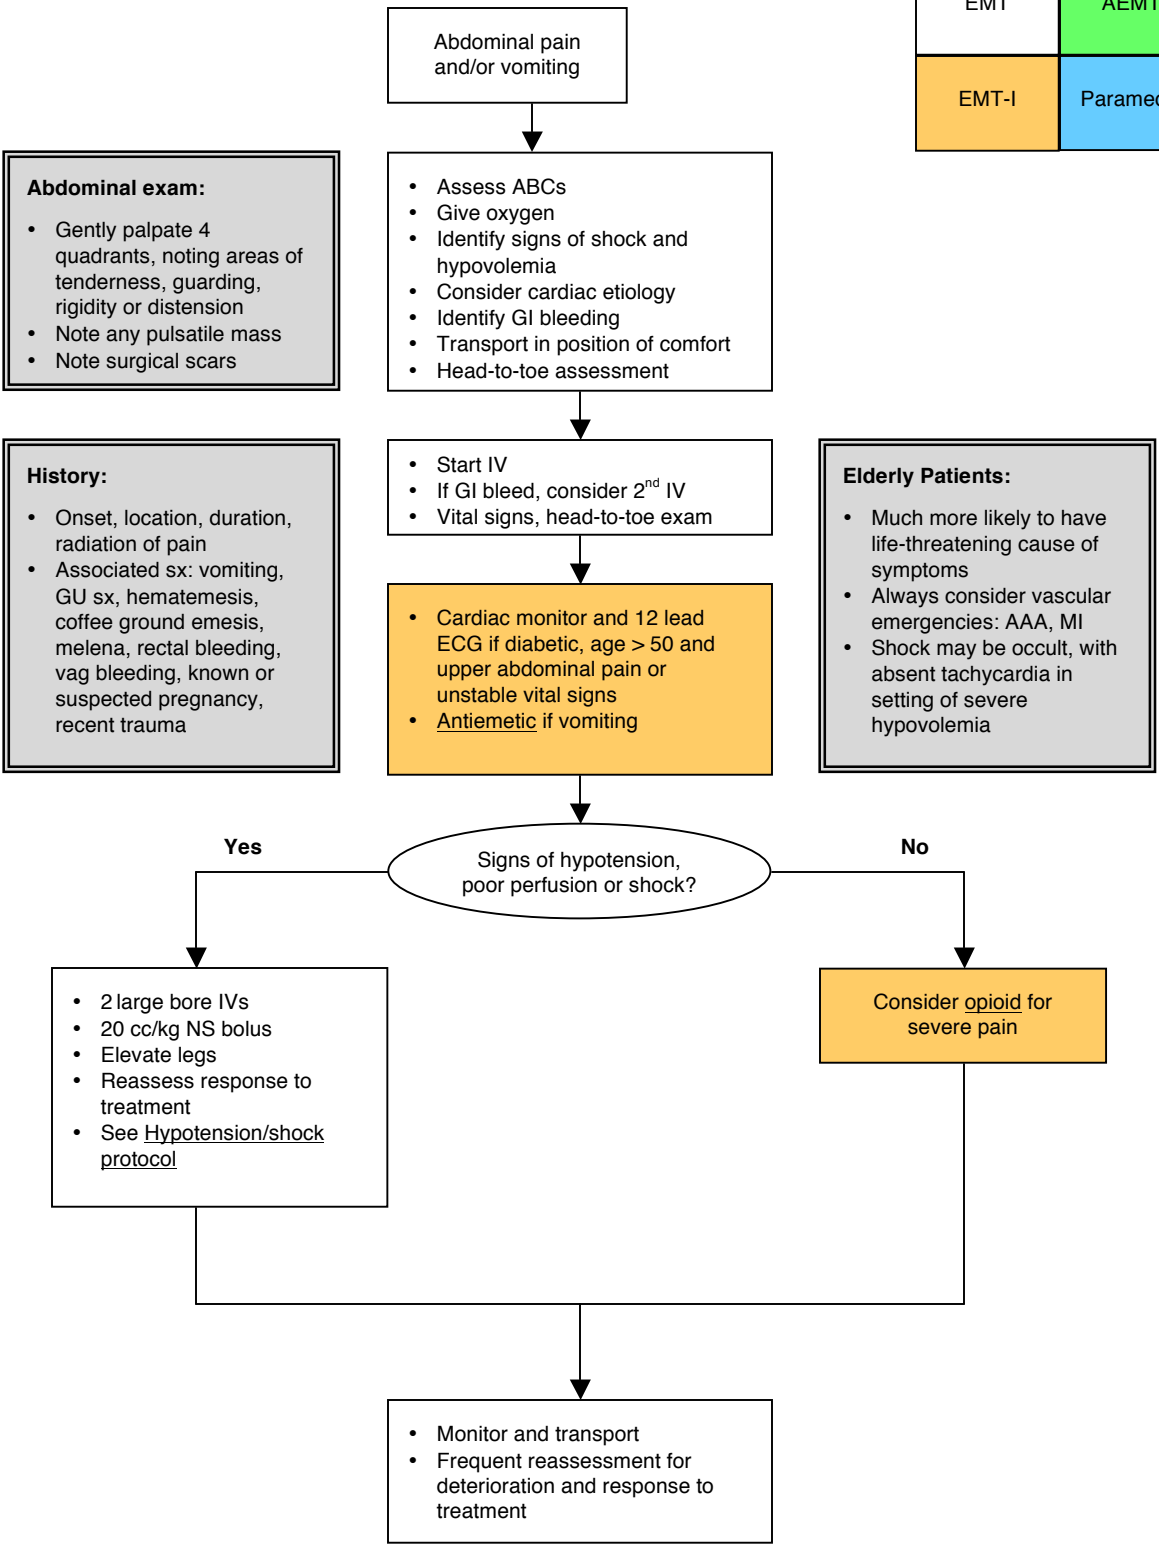 EMT
AEMT
EMT-I
Abdominal pain
and/or vomiting
Abdominal exam:
• Gently palpate 4
quadrants, noting areas of
tenderness, guarding,
rigidity or distension
• Note any pulsatile mass
• Note surgical scars
• Assess ABCs
• Give oxygen
• Identify signs of shock and
hypovolemia
• Consider cardiac etiology
• Identify GI bleeding
• Transport in position of comfort
• Head-to-toe assessment
History:
• Onset, location, duration,
radiation of pain
• Associated sx: vomiting,
GU sx, hematemesis,
coffee ground emesis,
melena, rectal bleeding,
vag bleeding, known or
suspected pregnancy,
recent trauma
• Start IV
• If GI bleed, consider 2nd IV
• Vital signs, head-to-toe exam
Elderly Patients:
• Much more likely to have
life-threatening cause of
symptoms
• Always consider vascular
emergencies: AAA, MI
• Shock may be occult, with
absent tachycardia in
setting of severe
hypovolemia
• Cardiac monitor and 12 lead
ECG if diabetic, age > 50 and
upper abdominal pain or
unstable vital signs
• Antiemetic if vomiting
Signs of hypotension,
poor perfusion or shock?
Yes
No
• 2 large bore IVs
• 20 cc/kg NS bolus
• Elevate legs
• Reassess response to
treatment
• See Hypotension/shock
protocol
Consider opioid for
severe pain
• Monitor and transport
• Frequent reassessment for
deterioration and response to
treatment